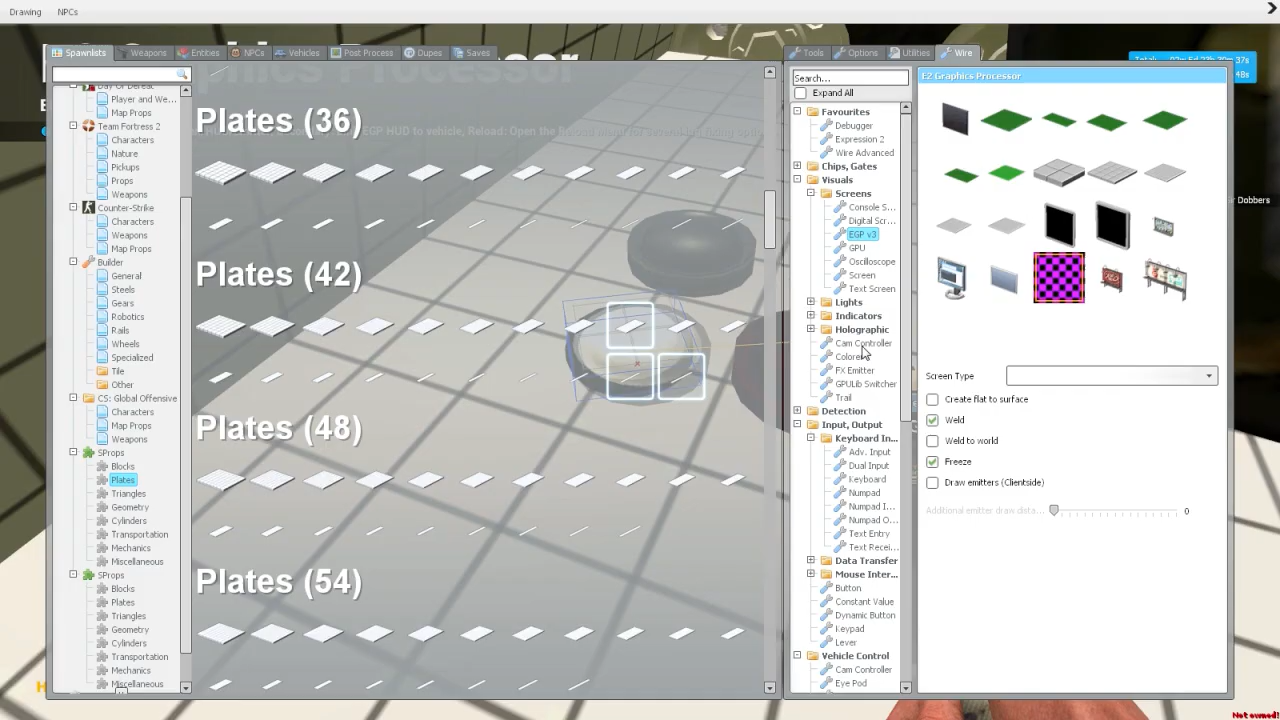 Drawing NPCs
Spawnlists Weapons Entities NPCs Vehicles Post Process Dupes Saves
Tools Options Utilities Wire
Day Of Defeat
Player and We...
Map Props
Team Fortress 2
Characters
Nature
Pickups
Props
Weapons
Counter-Strike
Characters
Weapons
Map Props
Builder
General
Steels
Gears
Robotics
Rails
Wheels
Specialized
Tile
Other
CS: Global Offensive
Characters
Map Props
Weapons
SProps
Blocks
Plates
Triangles
Geometry
Cylinders
Transportation
Mechanics
Miscellaneous
SProps
Blocks
Plates
Triangles
Geometry
Cylinders
Transportation
Mechanics
Miscellaneous
Plates (36)
Plates (42)
Plates (48)
Plates (54)
Search...
Expand All
Favourites
Debugger
Expression 2
Wire Advanced
Chips, Gates
Visuals
Screens
Console S...
Digital Scr...
EGP v3
GPU
Oscilloscope
Screen
Text Screen
Lights
Indicators
Holographic
Cam Controller
Colorer
FX Emitter
GPULib Switcher
Trail
Detection
Input, Output
Keyboard In...
Adv. Input
Dual Input
Keyboard
Numpad
Numpad I...
Numpad O...
Text Entry
Text Recei...
Data Transfer
Mouse Inter...
Button
Constant Value
Dynamic Button
Keypad
Lever
Vehicle Control
Cam Controller
Eye Pod
E2 Graphics Processor
Screen Type
Create flat to surface
Weld
Weld to world
Freeze
Draw emitters (Clientside)
Additional emitter draw dista... 0
Dobbers
Not owned!